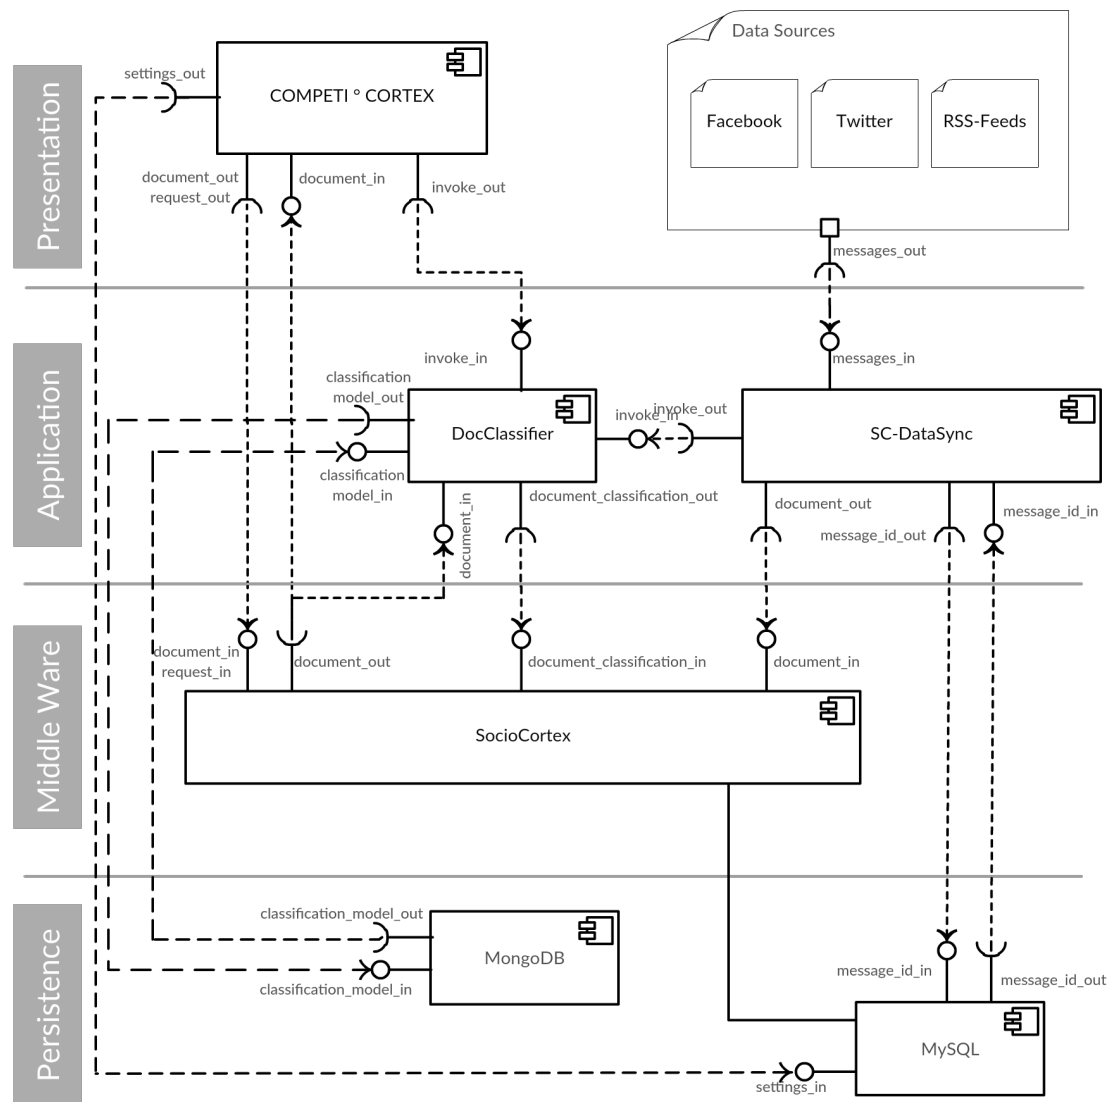 Data Sources
settings_out
COMPETI ° CORTEX
Facebook
Twitter
RSS-Feeds
Presentation
document_out
request_out
document_in
invoke_out
messages_out
invoke_in
messages_in
Application
classification
model_out
DocClassifier
invoke_in
invoke_out
SC-DataSync
classification
model_in
document_in
document_classification_out
document_out
message_id_out
message_id_in
Middle Ware
document_in
request_in
document_out
document_classification_in
document_in
SocioCortex
Persistence
classification_model_out
MongoDB
classification_model_in
message_id_in
message_id_out
MySQL
settings_in